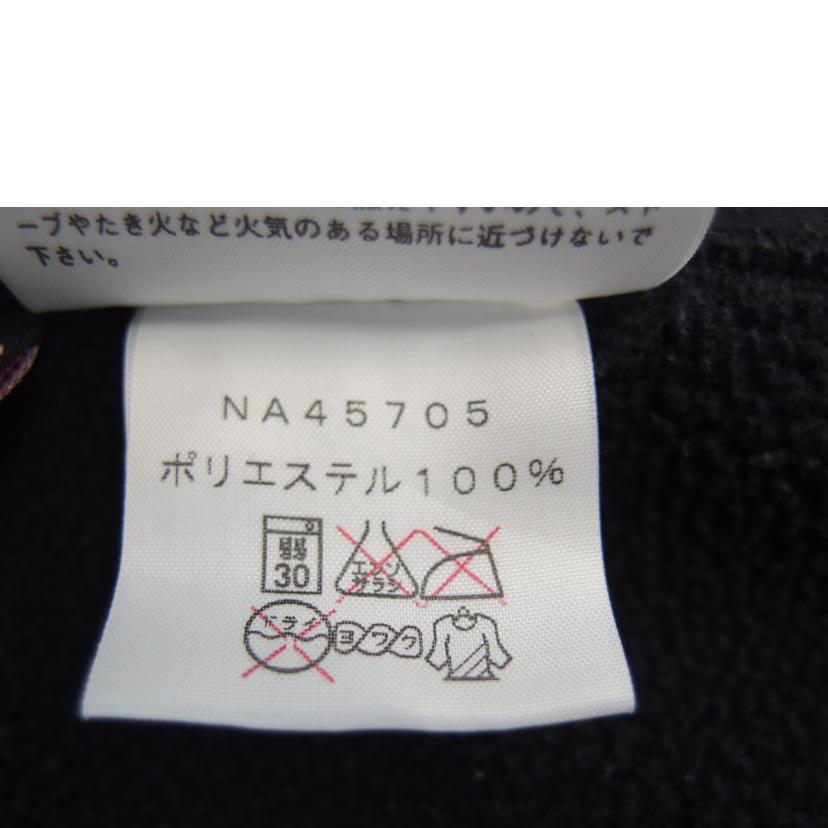 ープやたき火など火気のある場所に近づけないで
下さい。
NA45705
ポリエステル100%
弱
30
エンソ
サラシ
ドライ
ヨワク